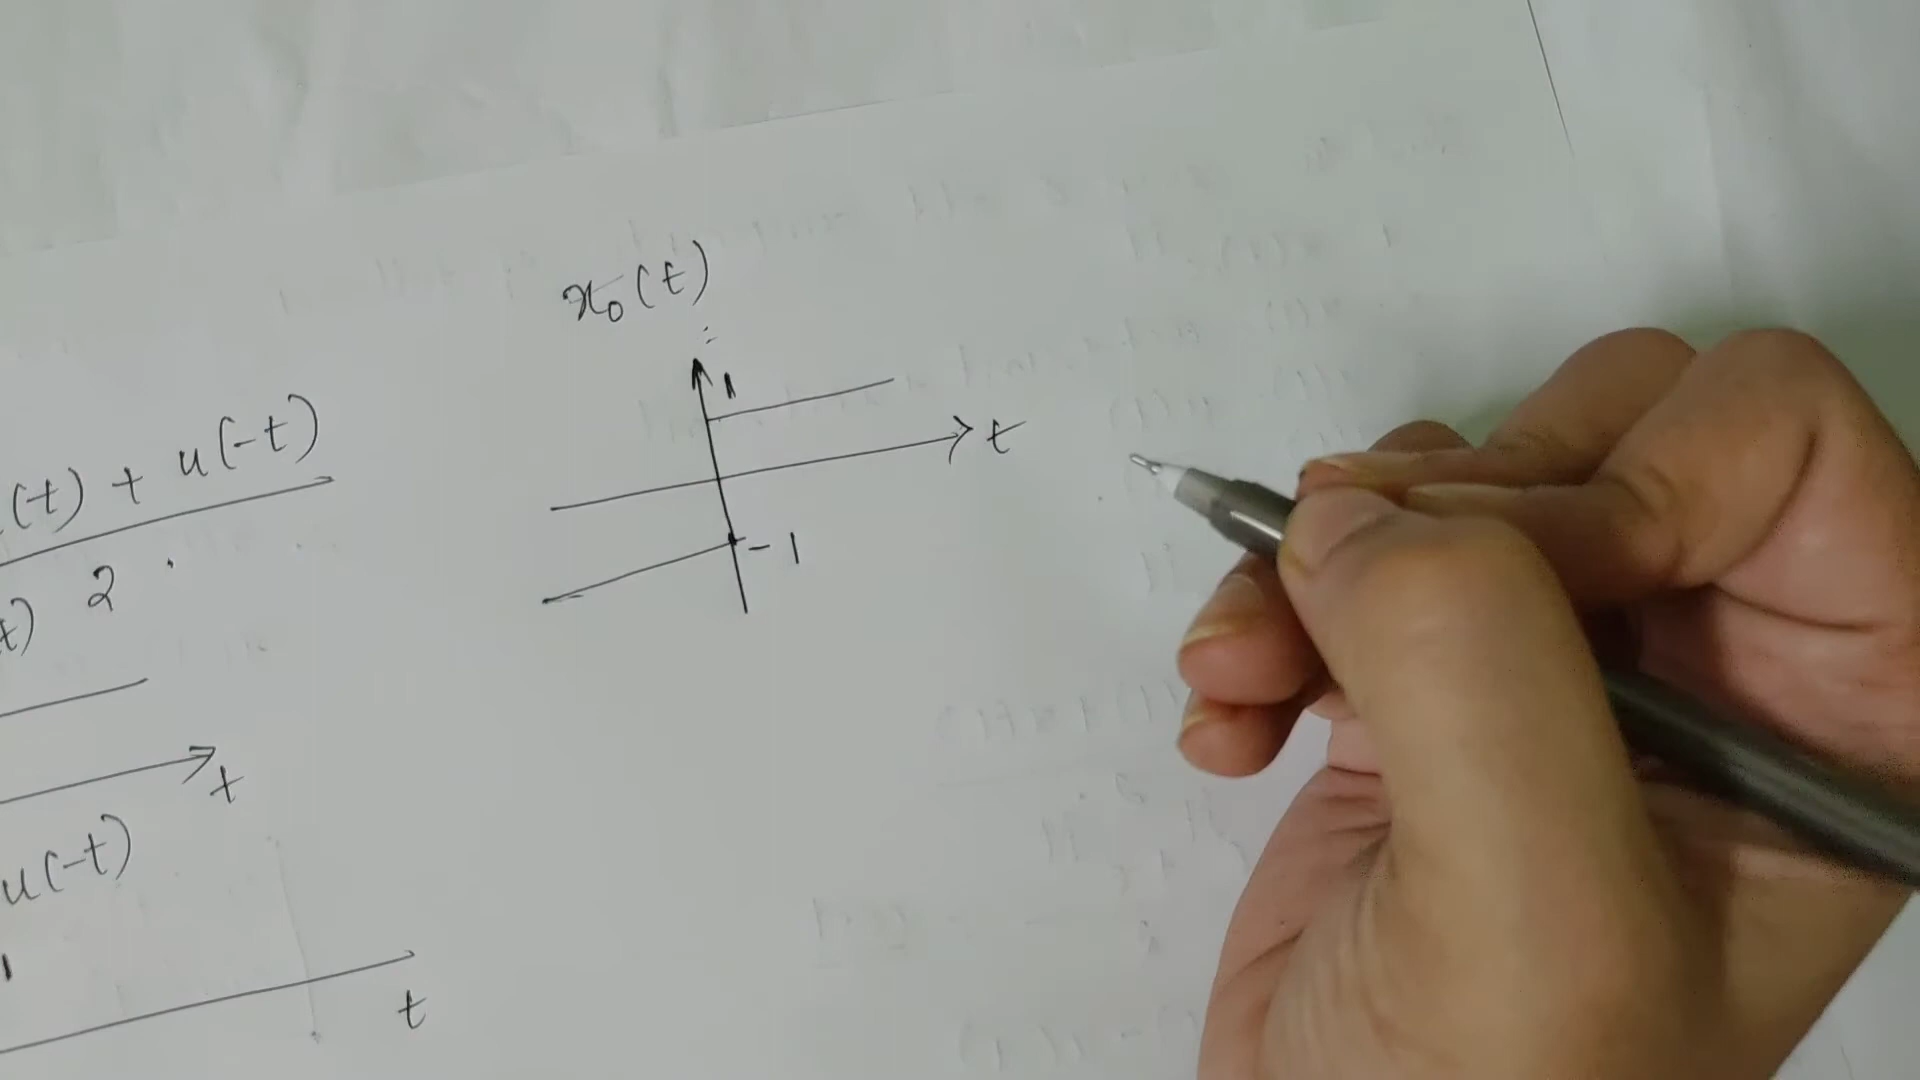 (t) + u(-t)
2
t)
t
u(-t)
1
t
x₀(t)
1
t
-1